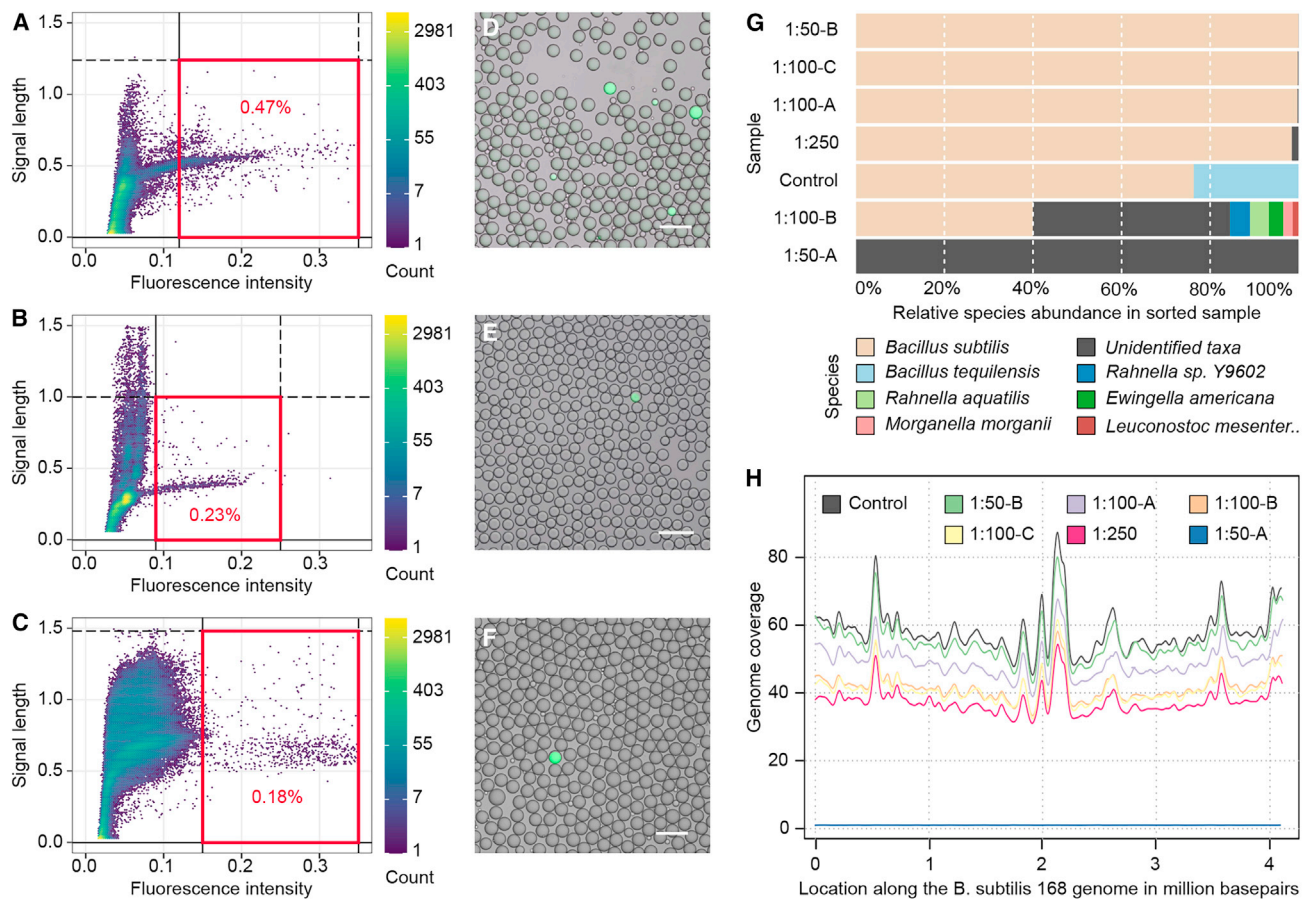 A
Signal length
1.5
1.0
0.5
0.0
0.47%
0.0 0.1 0.2 0.3
Fluorescence intensity
2981
403
55
7
1
Count
D
B
Signal length
1.5
1.0
0.5
0.0
0.23%
0.0 0.1 0.2 0.3
Fluorescence intensity
2981
403
55
7
1
Count
E
C
Signal length
1.5
1.0
0.5
0.0
0.18%
0.0 0.1 0.2 0.3
Fluorescence intensity
2981
403
55
7
1
Count
F
G
Sample
1:50-B
1:100-C
1:100-A
1:250
Control
1:100-B
1:50-A
0% 20% 40% 60% 80% 100%
Relative species abundance in sorted sample
Species
Bacillus subtilis Unidentified taxa
Bacillus tequilensis Rahnella sp. Y9602
Rahnella aquatilis Ewingella americana
Morganella morganii Leuconostoc mesenter..
H
Control 1:50-B 1:100-A 1:100-B
1:100-C 1:250 1:50-A
Genome coverage
80
60
40
20
0
0 1 2 3 4
Location along the B. subtilis 168 genome in million basepairs